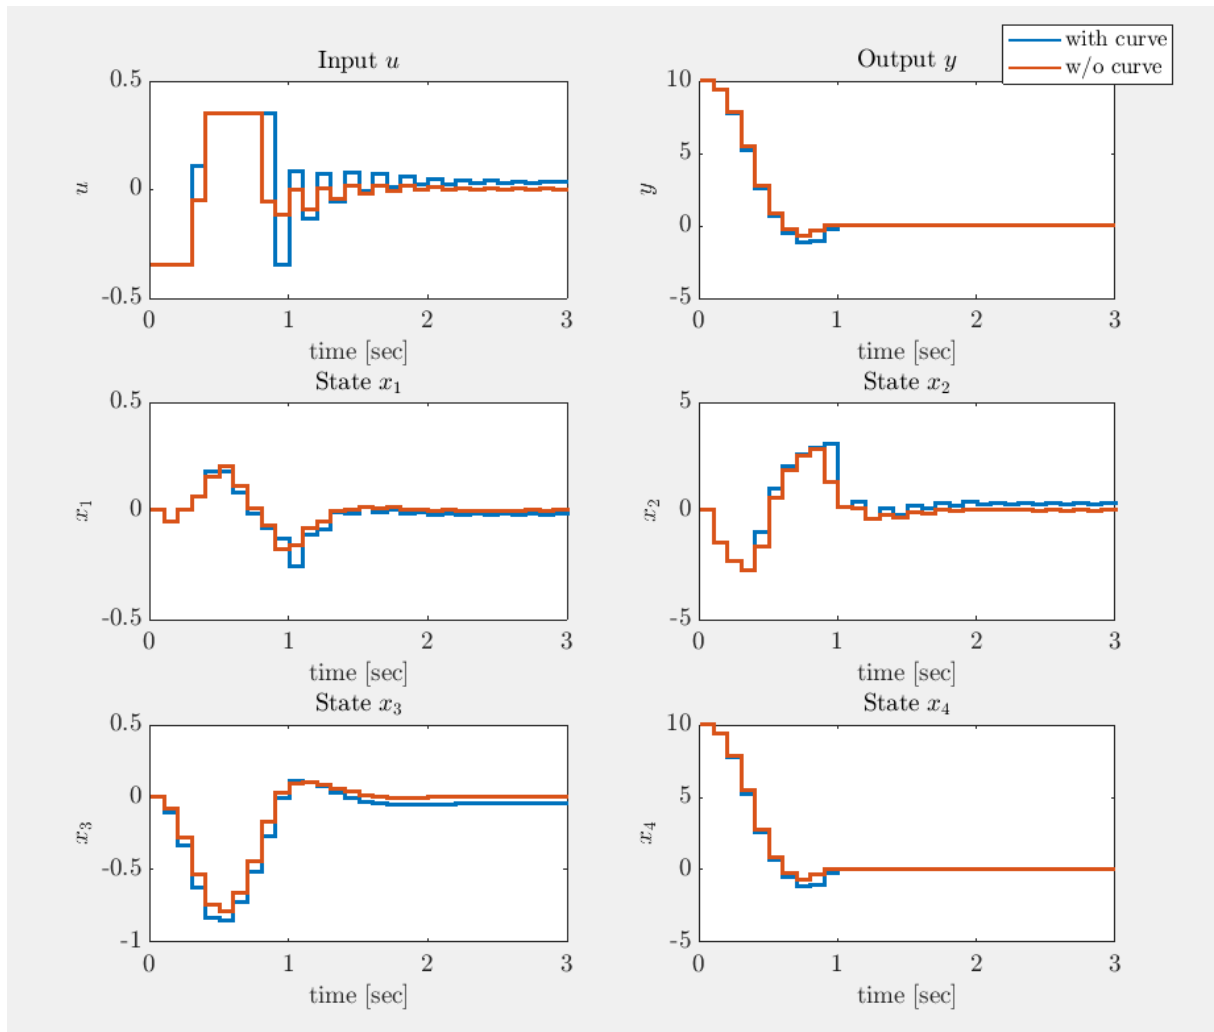 with curve
w/o curve
Input u
0.5
0
-0.5
u
0 1 2 3
time [sec]
Output y
10
5
0
-5
y
0 1 2 3
time [sec]
State x₁
0.5
0
-0.5
x₁
0 1 2 3
time [sec]
State x₂
5
0
-5
x₂
0 1 2 3
time [sec]
State x₃
0.5
0
-0.5
-1
x₃
0 1 2 3
time [sec]
State x₄
10
5
0
-5
x₄
0 1 2 3
time [sec]